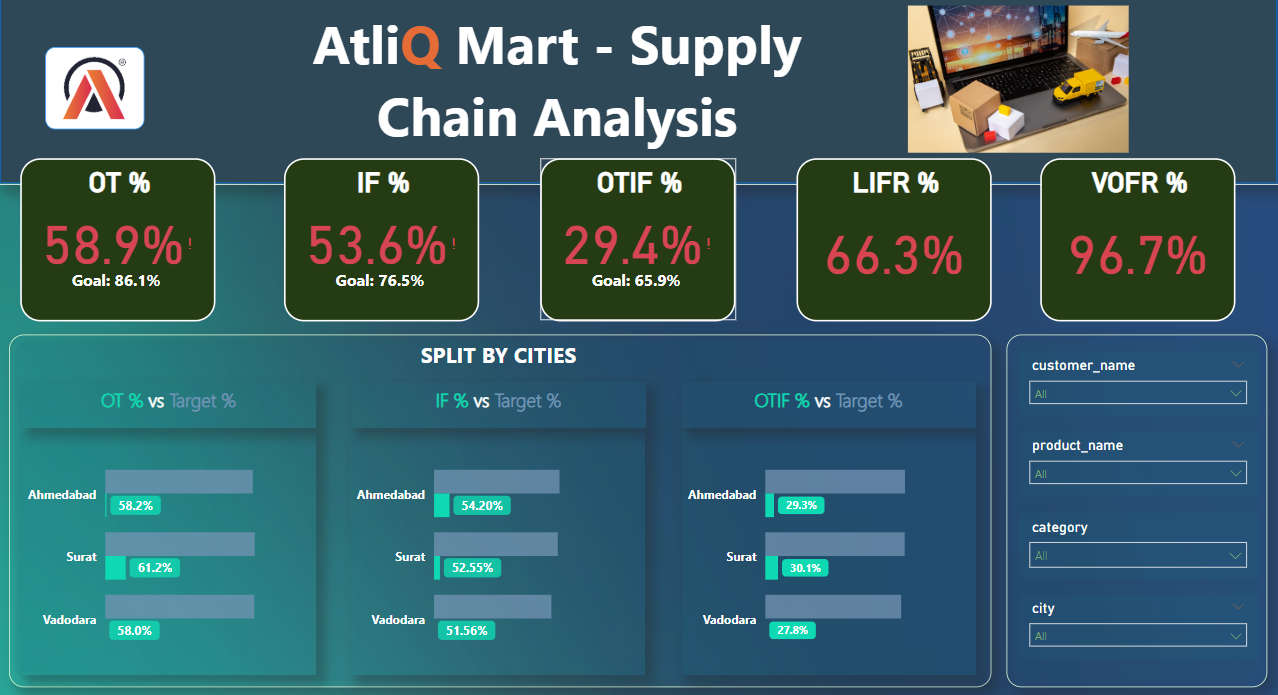 AtliQ Mart - Supply
Chain Analysis
®
OT %
58.9%!
Goal: 86.1%
IF %
53.6%!
Goal: 76.5%
OTIF %
29.4%!
Goal: 65.9%
LIFR %
66.3%
VOFR %
96.7%
SPLIT BY CITIES
OT % vs Target %
Ahmedabad
58.2%
Surat
61.2%
Vadodara
58.0%
IF % vs Target %
Ahmedabad
54.20%
Surat
52.55%
Vadodara
51.56%
OTIF % vs Target %
Ahmedabad
29.3%
Surat
30.1%
Vadodara
27.8%
customer_name
All
product_name
All
category
All
city
All